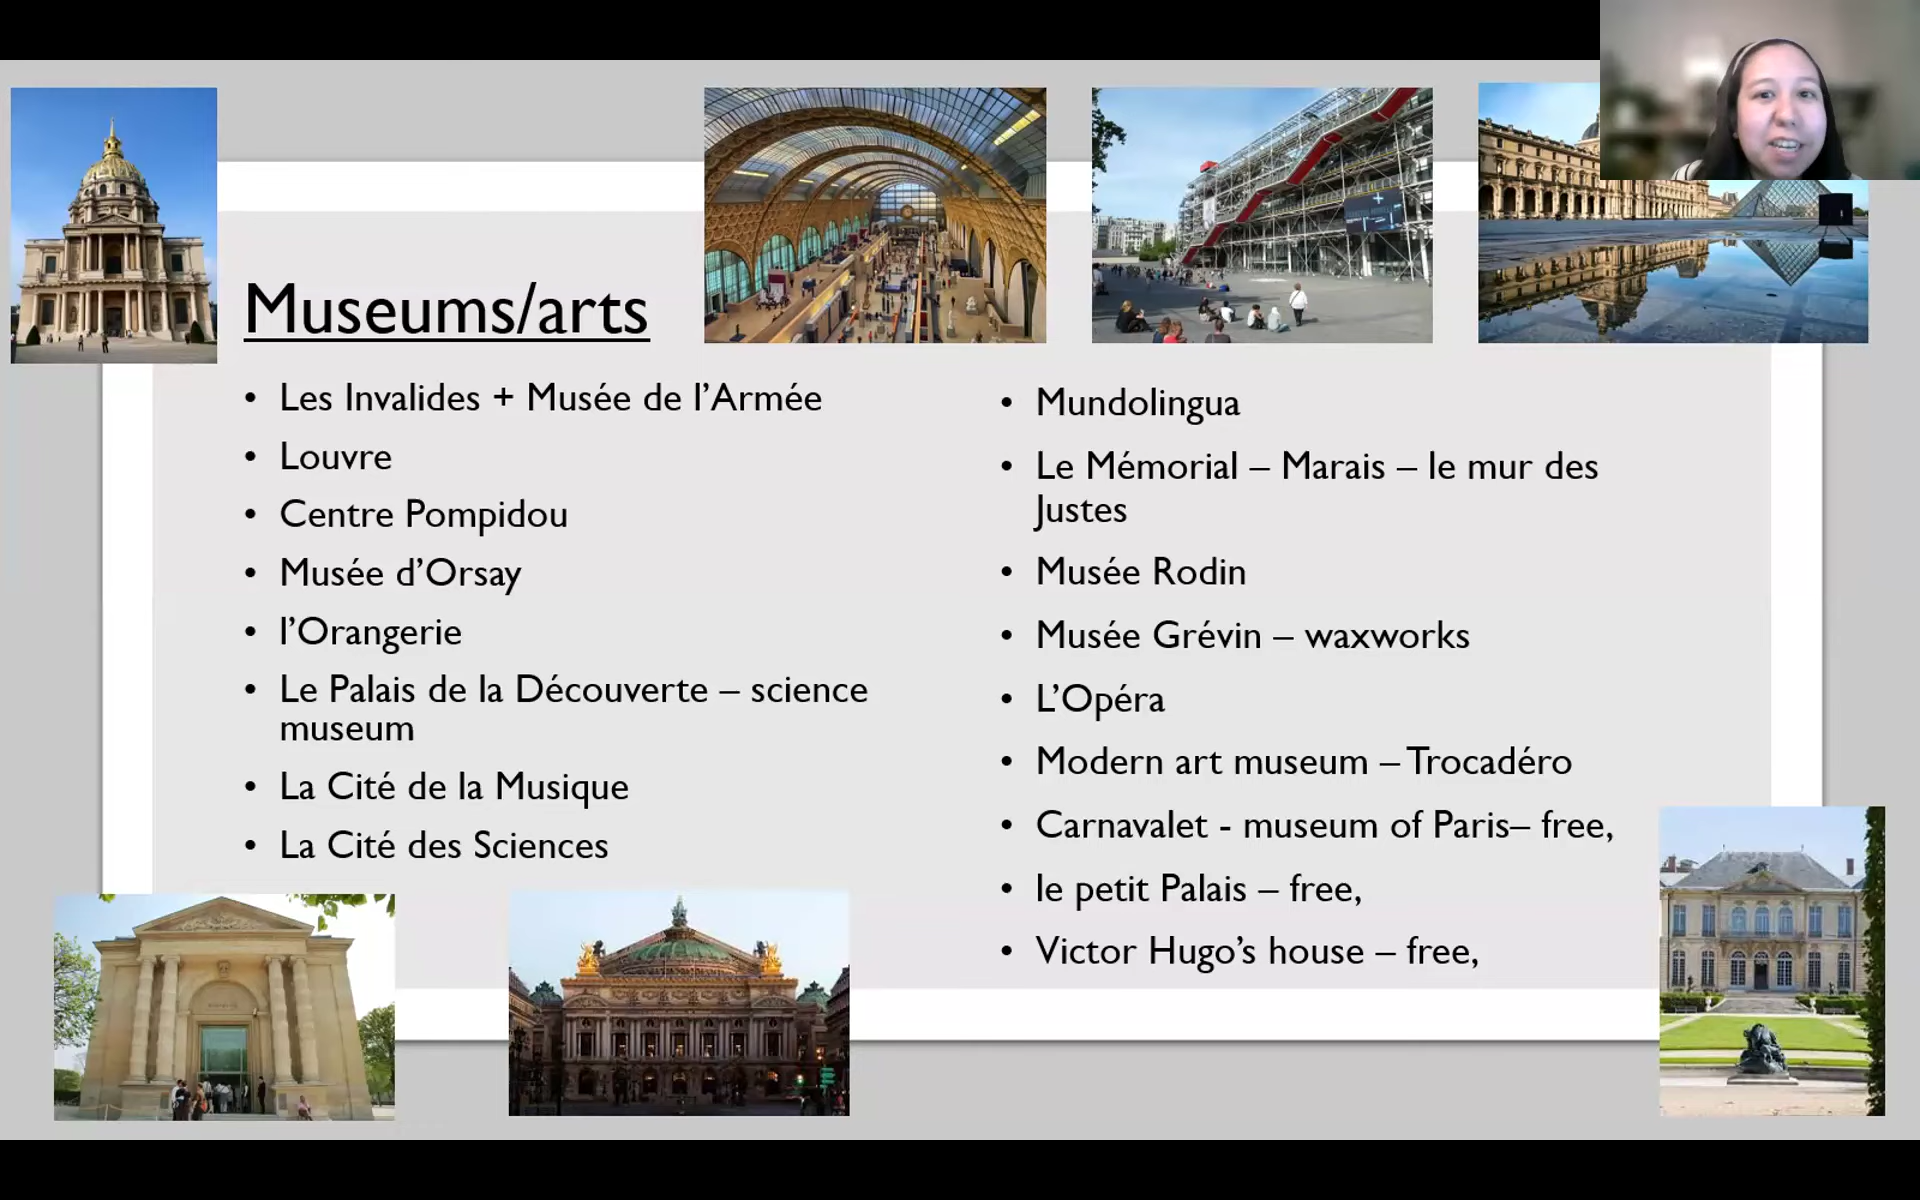 Museums/arts
• Les Invalides + Musée de l’Armée
• Louvre
• Centre Pompidou
• Musée d’Orsay
• l’Orangerie
• Le Palais de la Découverte – science
museum
• La Cité de la Musique
• La Cité des Sciences
• Mundolingua
• Le Mémorial – Marais – le mur des
Justes
• Musée Rodin
• Musée Grévin – waxworks
• L’Opéra
• Modern art museum – Trocadéro
• Carnavalet - museum of Paris– free,
• le petit Palais – free,
• Victor Hugo’s house – free,